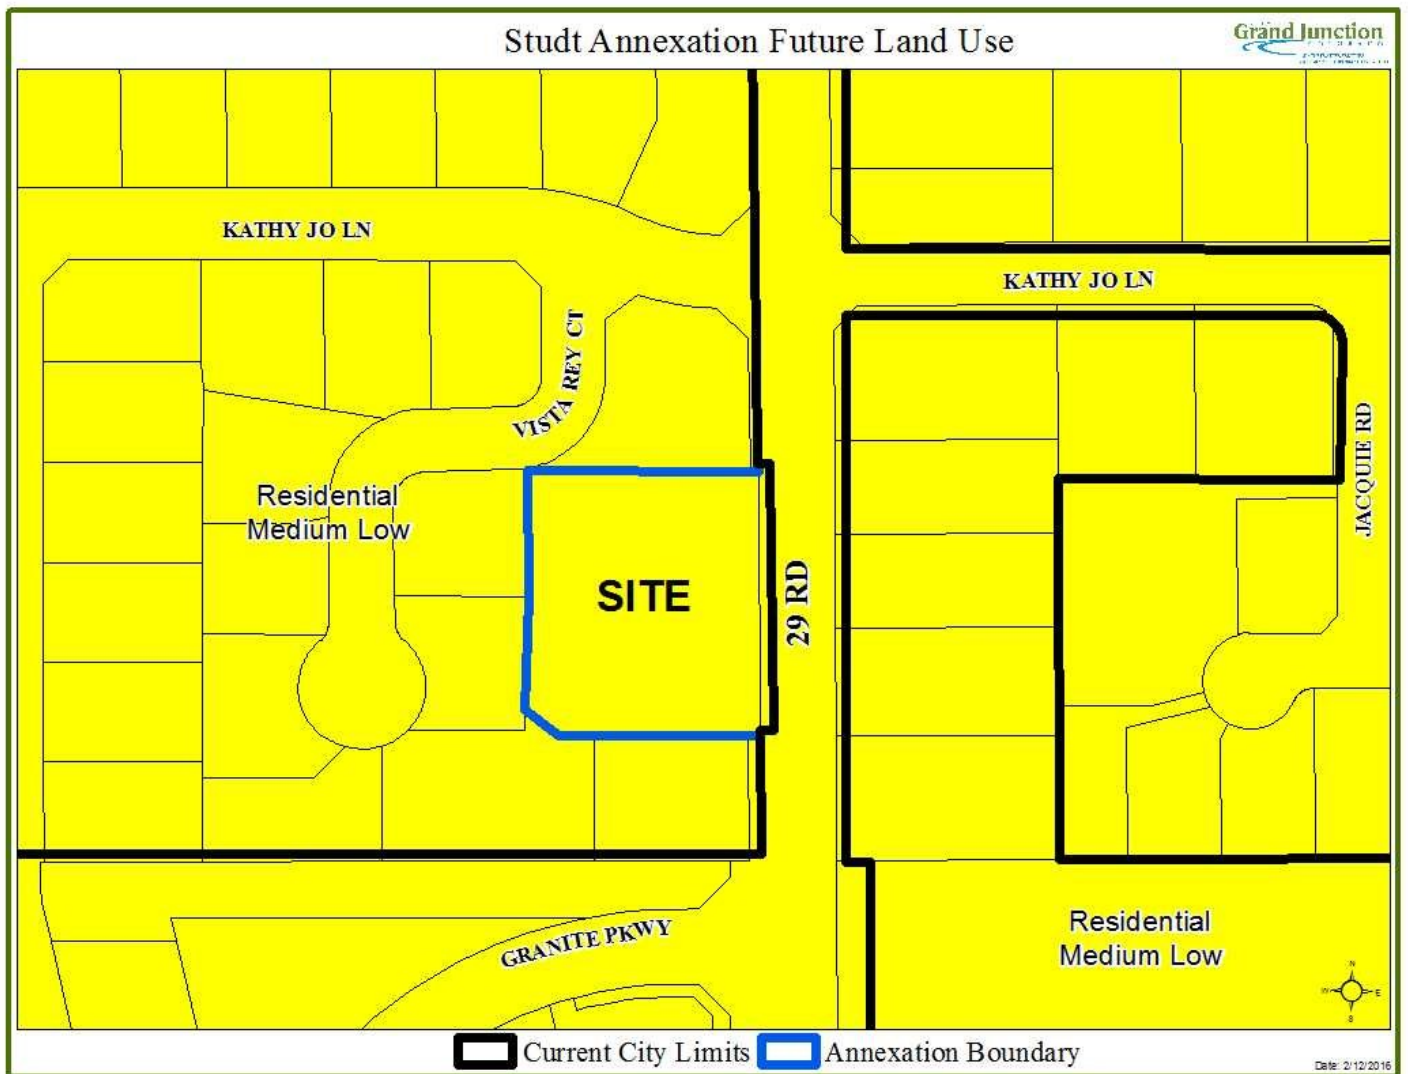 Studt Annexation Future Land Use
Grand Junction
COLORADO
KATHY JO LN
KATHY JO LN
VISTA REY CT
JACQUIE RD
Residential
Medium Low
SITE
29 RD
Residential
Medium Low
GRANITE PKWY
N
W
E
S
Current City Limits
Annexation Boundary
Date: 2/12/2016